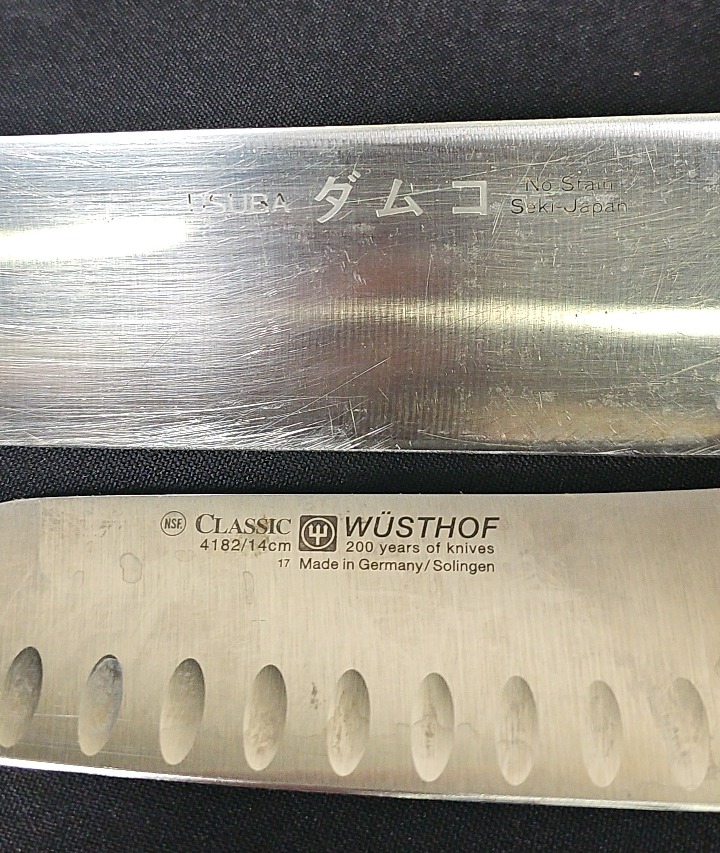 USUBA ダムコ No Stain
Seki-Japan
NSF CLASSIC WÜSTHOF
4182/14cm 200 years of knives
17 Made in Germany/Solingen